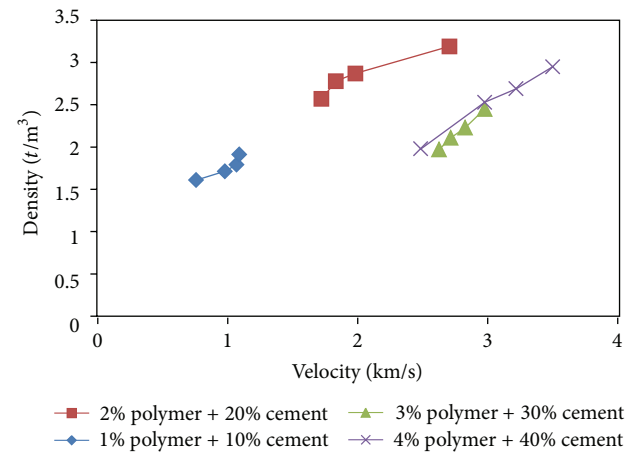 3.5
3
2.5
2
1.5
1
0.5
0
Density (t/m³)
0 1 2 3 4
Velocity (km/s)
2% polymer + 20% cement 3% polymer + 30% cement
1% polymer + 10% cement 4% polymer + 40% cement